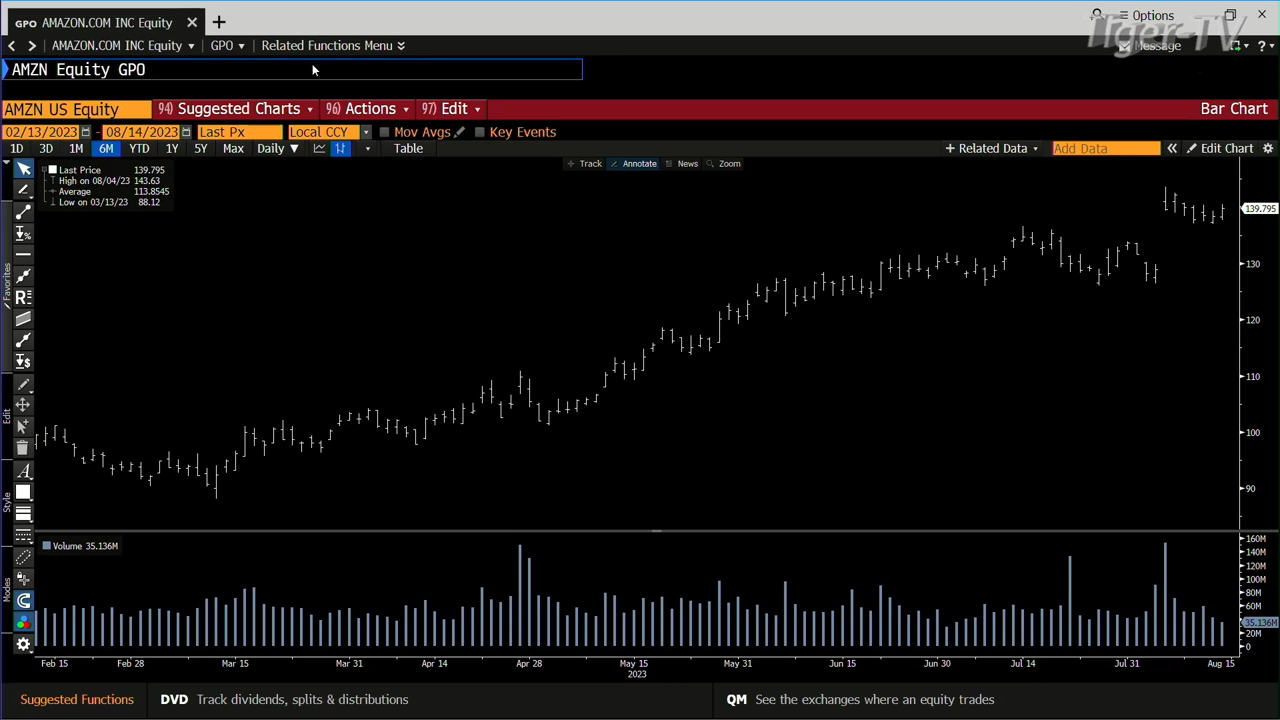 GPO AMAZON.COM INC Equity
Options
AMAZON.COM INC Equity GPO Related Functions Menu
Message
Tiger-TV
AMZN Equity GPO
AMZN US Equity 94) Suggested Charts 96) Actions 97) Edit Bar Chart
02/13/2023 - 08/14/2023 Last Px Local CCY Mov Avgs Key Events
1D 3D 1M 6M YTD 1Y 5Y Max Daily Table + Related Data Add Data Edit Chart
Track Annotate News Zoom
Last Price 139.795
High on 08/04/23 143.63
Average 113.8545
Low on 03/13/23 88.12
139.795
130
120
110
100
90
Favorites
Edit
Style
Modes
Volume 35.136M
160M
140M
120M
100M
80M
60M
35.136M
20M
0
Feb 15 Feb 28 Mar 15 Mar 31 Apr 14 Apr 28 May 15 May 31 Jun 15 Jun 30 Jul 14 Jul 31 Aug 15
2023
Suggested Functions DVD Track dividends, splits & distributions QM See the exchanges where an equity trades